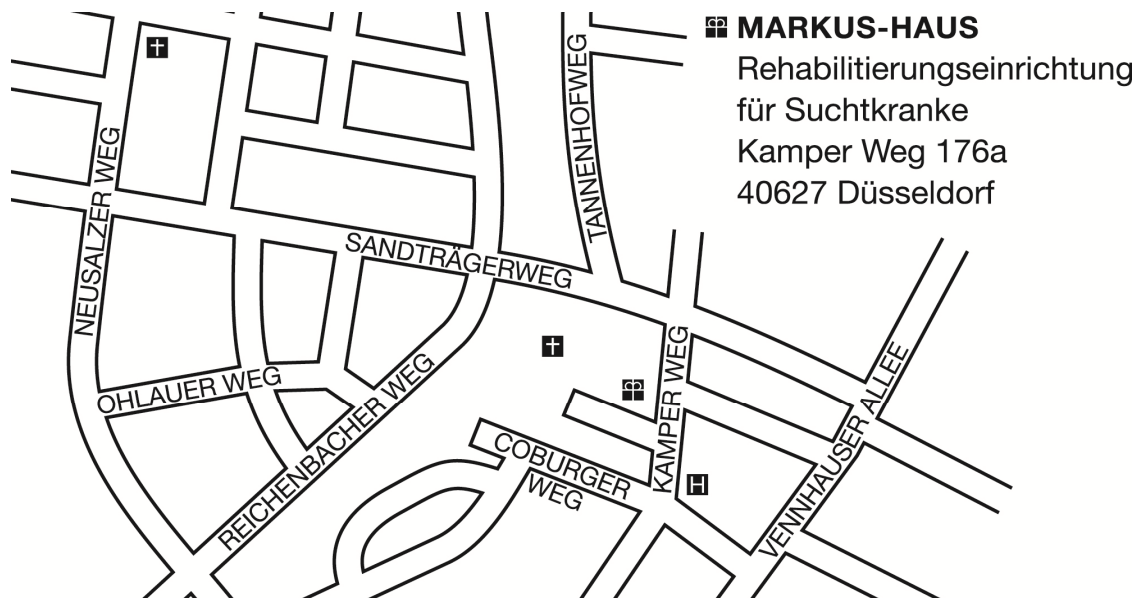 MARKUS-HAUS
Rehabilitierungseinrichtung
für Suchtkranke
Kamper Weg 176a
40627 Düsseldorf
TANNENHOFWEG
NEUSALZER WEG
SANDTRÄGERWEG
OHLAUER WEG
REICHENBACHER WEG
KAMPER WEG
VENNHAUSER ALLEE
COBURGER
WEG
H